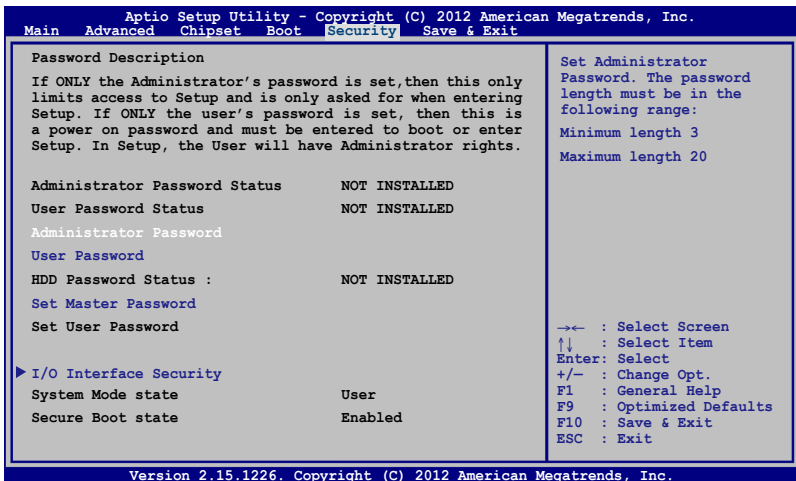 Aptio Setup Utility - Copyright (C) 2012 American Megatrends, Inc.
Main Advanced Chipset Boot Security Save & Exit
Password Description
If ONLY the Administrator's password is set,then this only
limits access to Setup and is only asked for when entering
Setup. If ONLY the user's password is set, then this is
a power on password and must be entered to boot or enter
Setup. In Setup, the User will have Administrator rights.
Administrator Password Status NOT INSTALLED
User Password Status NOT INSTALLED
Administrator Password
User Password
HDD Password Status : NOT INSTALLED
Set Master Password
Set User Password
I/O Interface Security
System Mode state User
Secure Boot state Enabled
Set Administrator
Password. The password
length must be in the
following range:
Minimum length 3
Maximum length 20
→← : Select Screen
↑↓ : Select Item
Enter: Select
+/— : Change Opt.
F1 : General Help
F9 : Optimized Defaults
F10 : Save & Exit
ESC : Exit
Version 2.15.1226. Copyright (C) 2012 American Megatrends, Inc.